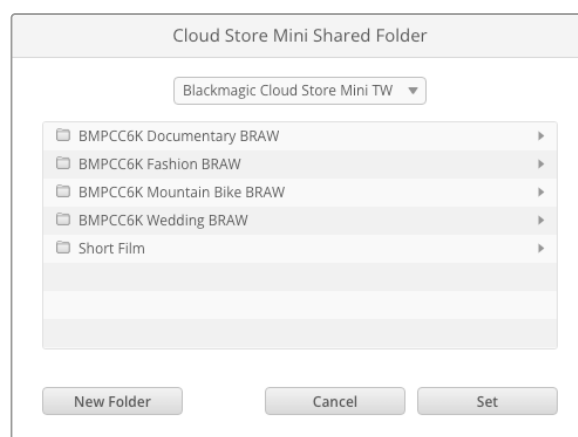 Cloud Store Mini Shared Folder
Blackmagic Cloud Store Mini TW
BMPCC6K Documentary BRAW
BMPCC6K Fashion BRAW
BMPCC6K Mountain Bike BRAW
BMPCC6K Wedding BRAW
Short Film
New Folder Cancel Set